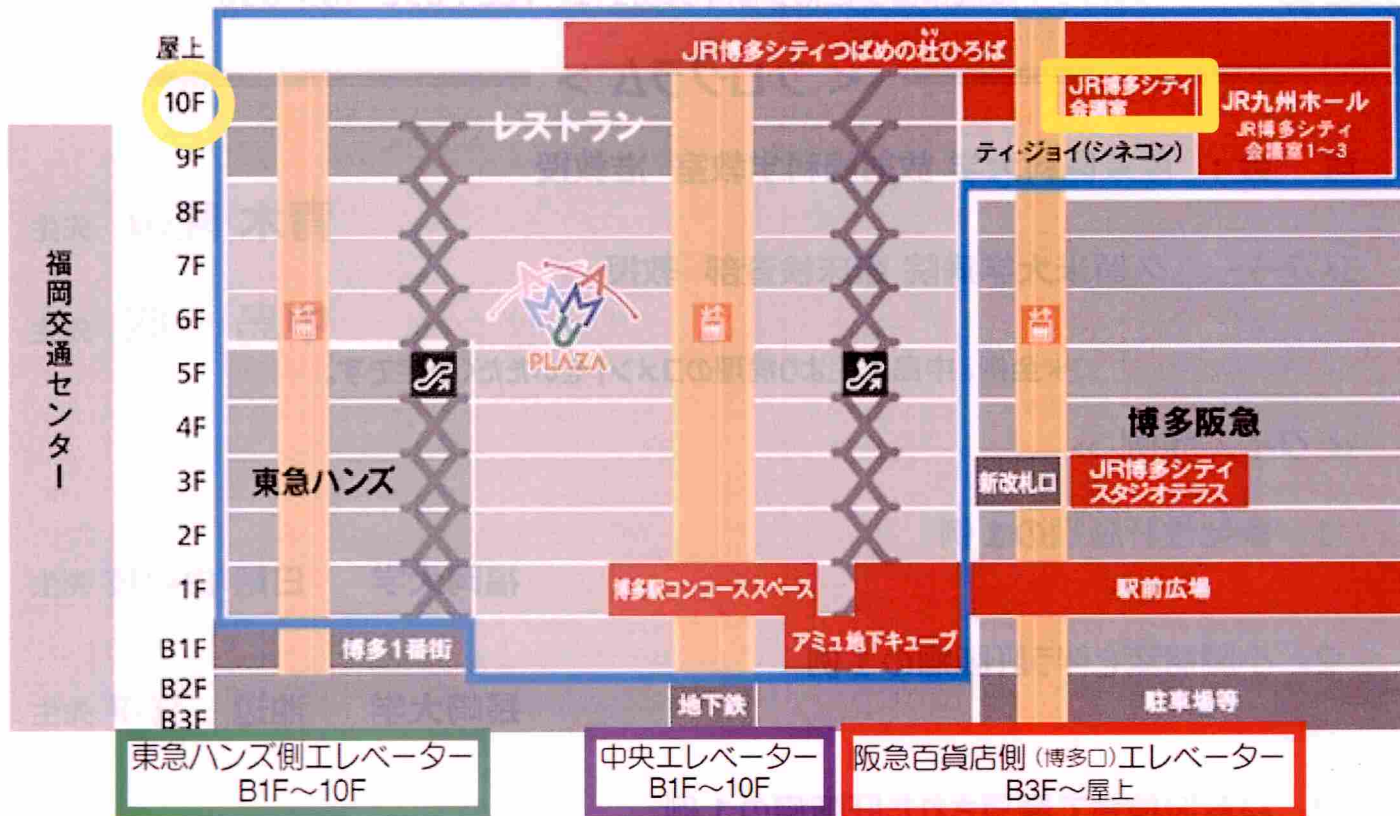 屋上
JR博多シティつばめの杜ひろば
もり
10F
レストラン
JR博多シティ
会議室
JR九州ホール
JR博多シティ
会議室1～3
9F
ティ・ジョイ(シネコン)
8F
7F
6F
PLAZA
5F
4F
3F
2F
1F
B1F
B2F
B3F
福岡交通センター
東急ハンズ
博多阪急
新改札口
JR博多シティ
スタジオテラス
博多駅コンコーススペース
駅前広場
博多1番街
アミュ地下キューブ
地下鉄
駐車場等
東急ハンズ側エレベーター
B1F～10F
中央エレベーター
B1F～10F
阪急百貨店側(博多口)エレベーター
B3F～屋上